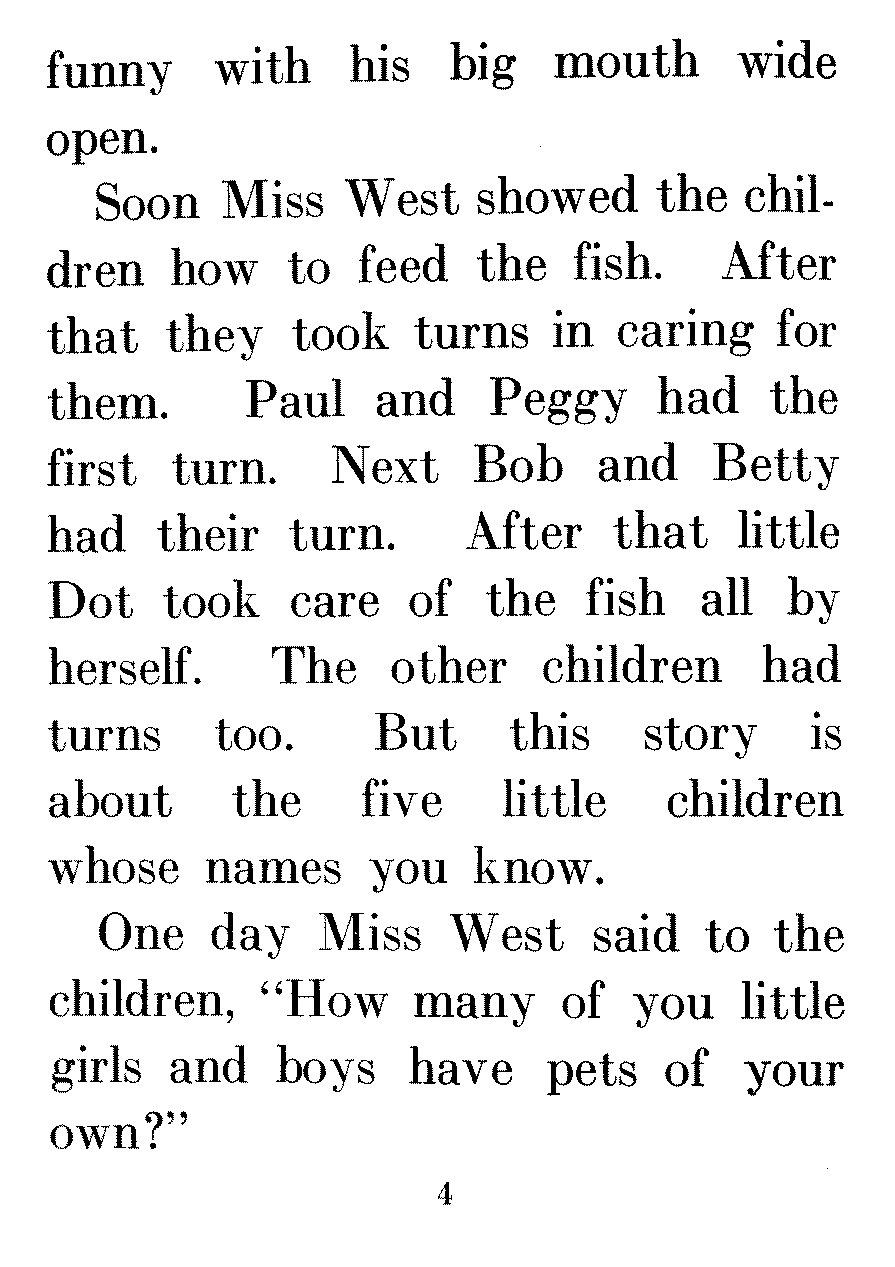 funny with his big mouth wide
open.
Soon Miss West showed the chil-
dren how to feed the fish. After
that they took turns in caring for
them. Paul and Peggy had the
first turn. Next Bob and Betty
had their turn. After that little
Dot took care of the fish all by
herself. The other children had
turns too. But this story is
about the five little children
whose names you know.
One day Miss West said to the
children, “How many of you little
girls and boys have pets of your
own?”
4